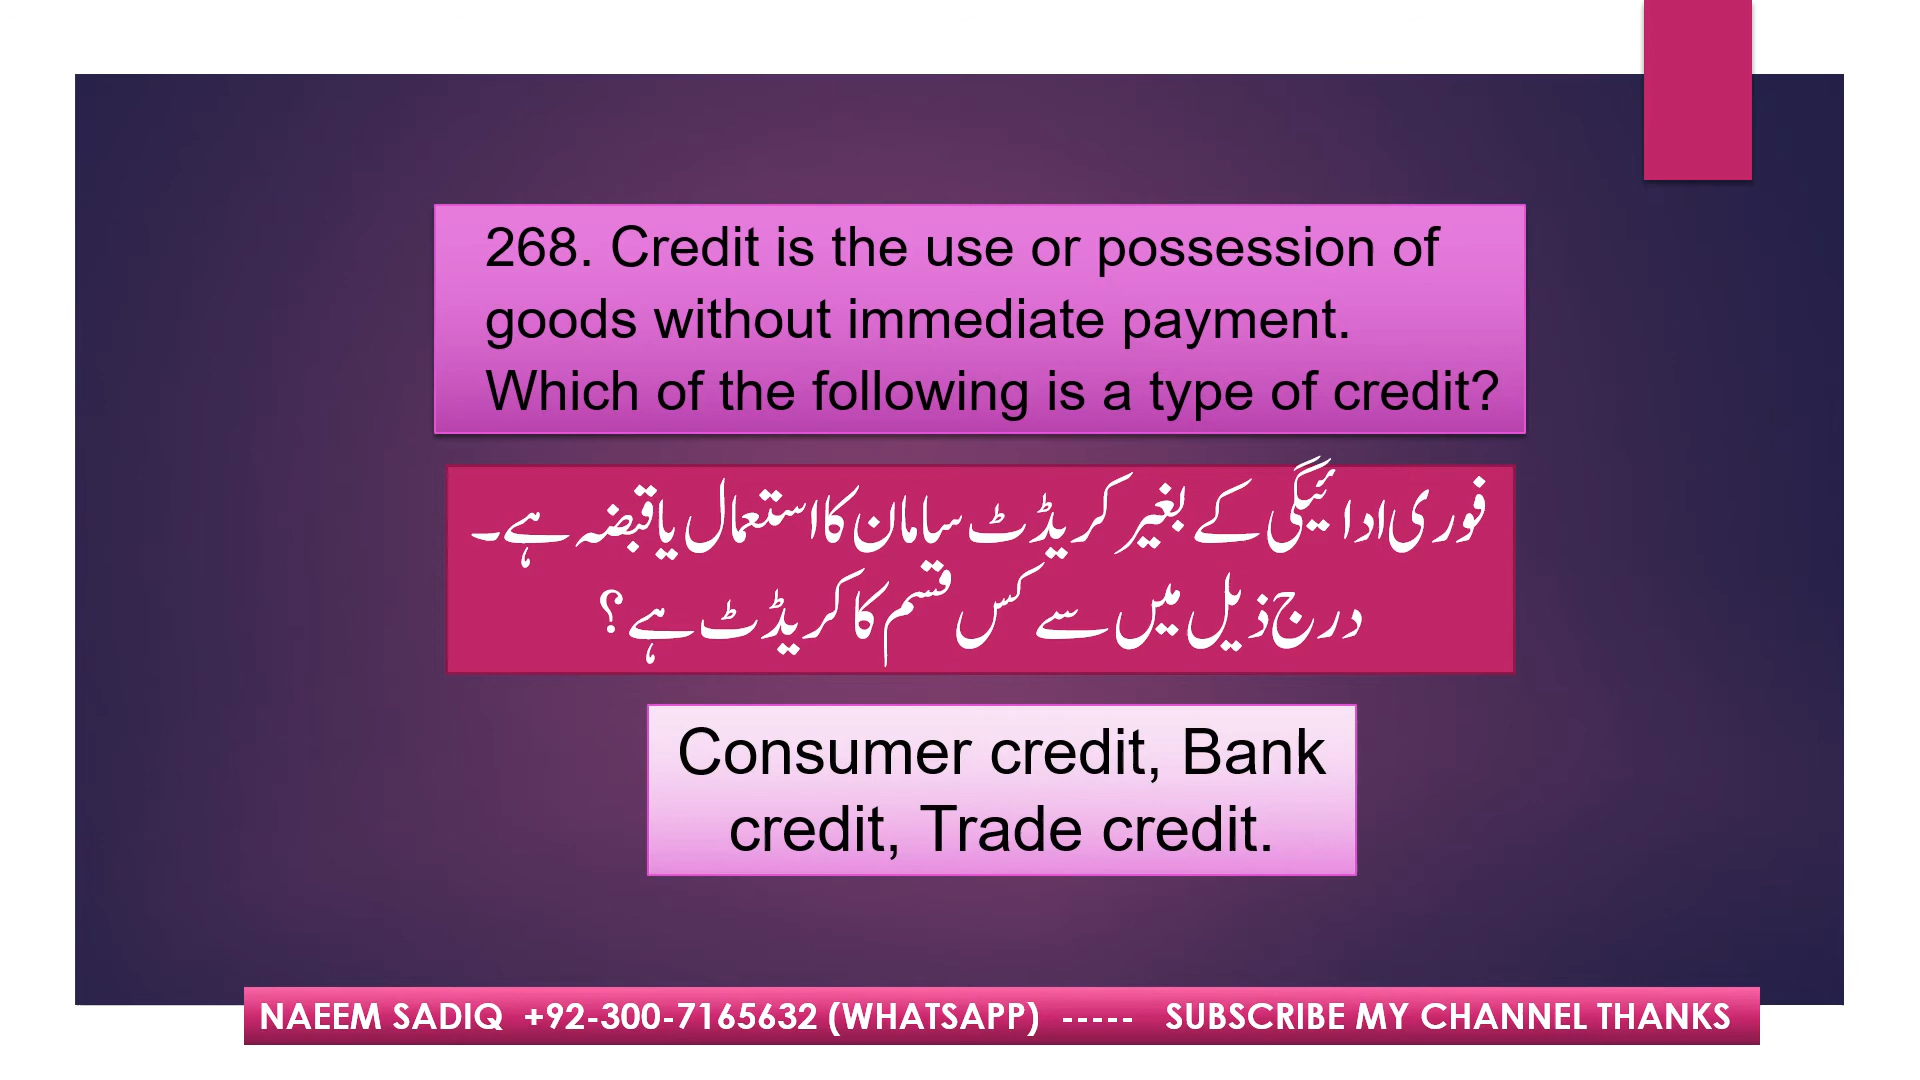 268. Credit is the use or possession of
goods without immediate payment.
Which of the following is a type of credit?
فوری ادائیگی کے بغیر کریڈٹ سامان کا استعمال یا قبضہ ہے۔
درج ذیل میں سے کس قسم کا کریڈٹ ہے؟
Consumer credit, Bank
credit, Trade credit.
NAEEM SADIQ +92-300-7165632 (WHATSAPP) ----- SUBSCRIBE MY CHANNEL THANKS